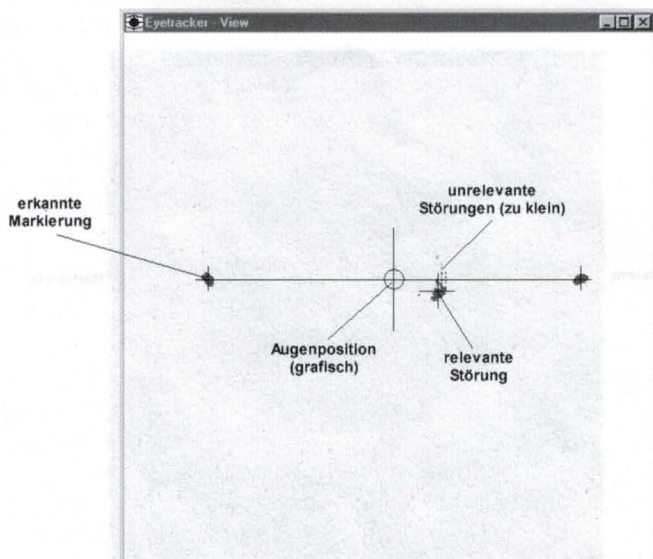 Eyetracker - View
erkannte
Markierung
unrelevante
Störungen (zu klein)
Augenposition
(grafisch)
relevante
Störung